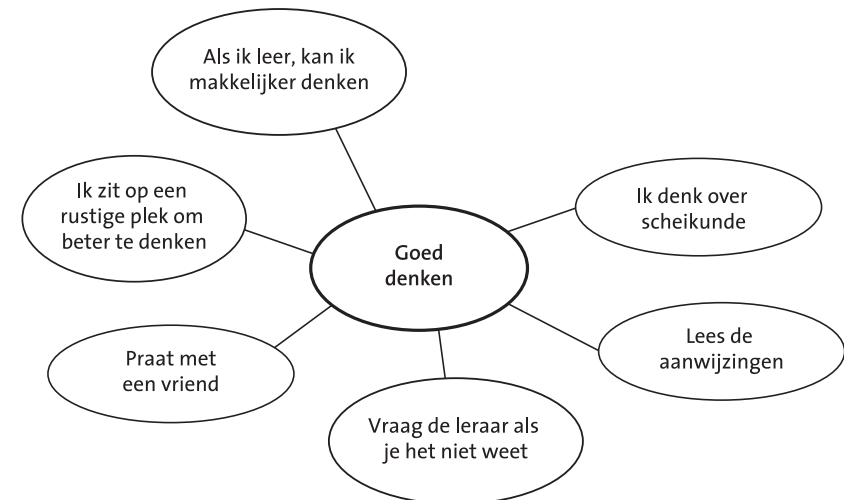 Als ik leer, kan ik
makkelijker denken
Ik zit op een
rustige plek om
beter te denken
Ik denk over
scheikunde
Goed
denken
Praat met
een vriend
Lees de
aanwijzingen
Vraag de leraar als
je het niet weet